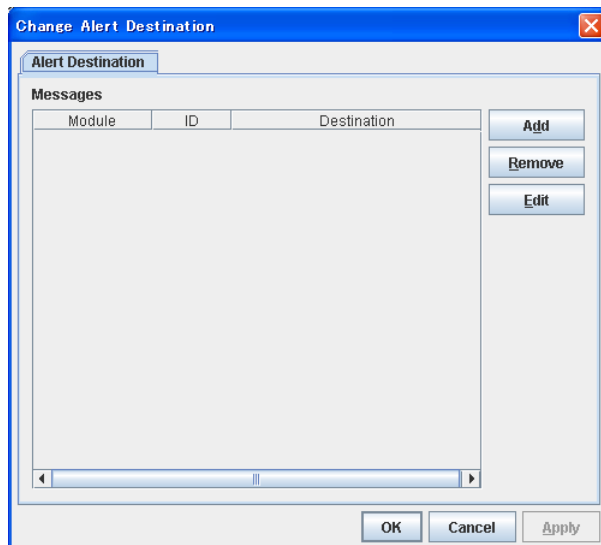 Change Alert Destination
Alert Destination
Messages
Module ID Destination
Add
Remove
Edit
OK Cancel Apply